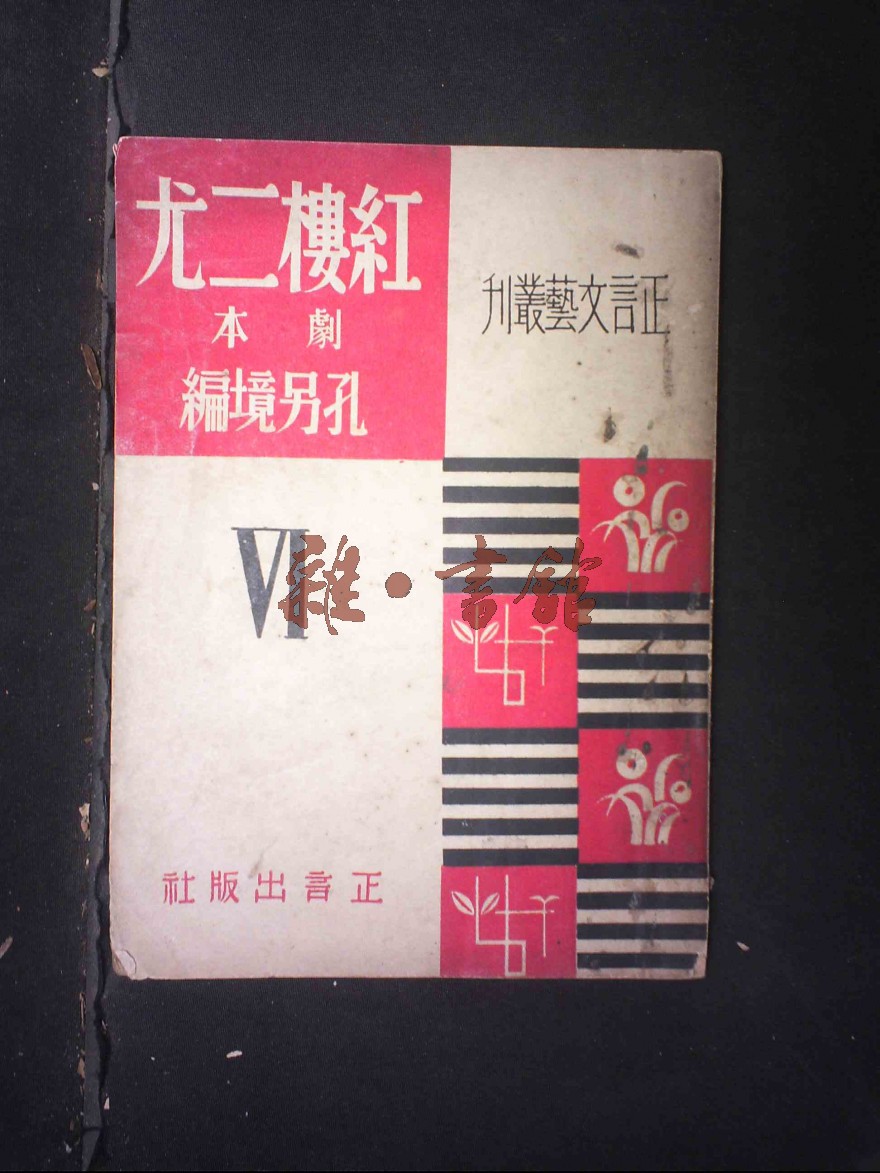 紅樓二尤
劇本
孔另境編
正言文藝叢刊
VI
雜·書館
正言出版社